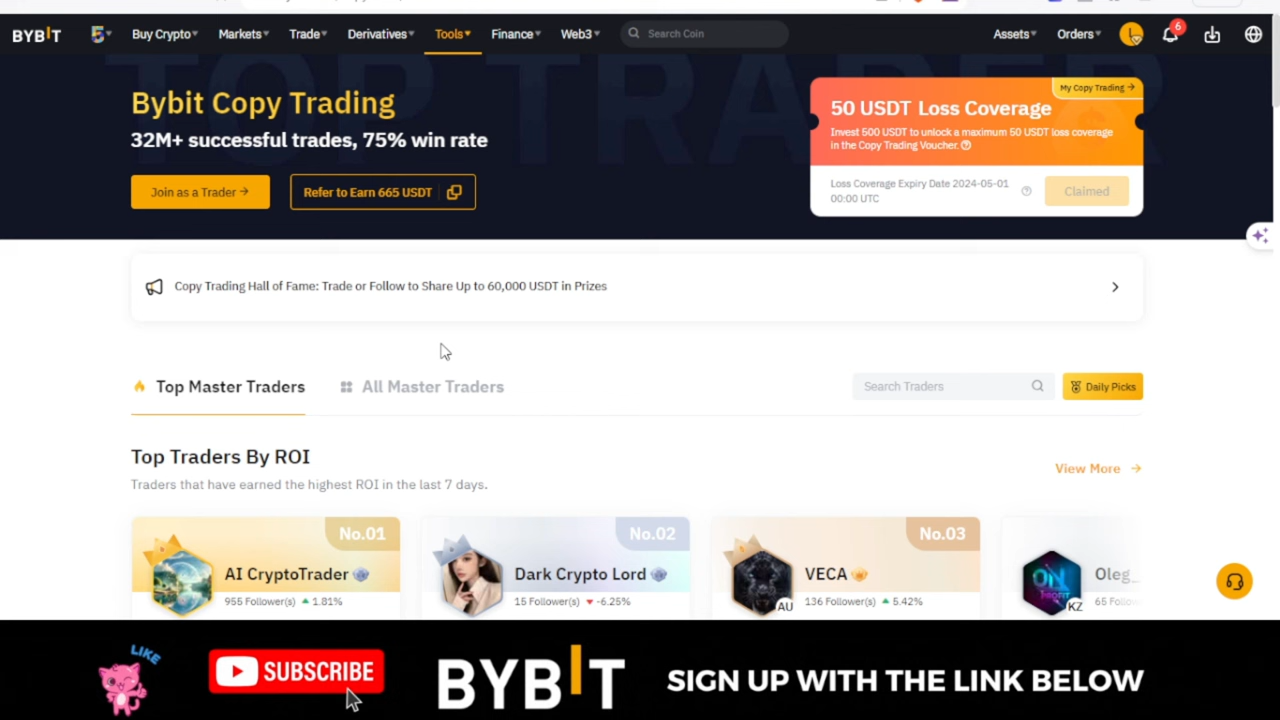 BYBIT
Buy Crypto
Markets
Trade
Derivatives
Tools
Finance
Web3
Search Coin
Assets
Orders
6
Bybit Copy Trading
32M+ successful trades, 75% win rate
Join as a Trader
Refer to Earn 665 USDT
My Copy Trading
50 USDT Loss Coverage
Invest 500 USDT to unlock a maximum 50 USDT loss coverage
in the Copy Trading Voucher.
Loss Coverage Expiry Date 2024-05-01
00:00 UTC
Claimed
TOP TRADER
Copy Trading Hall of Fame: Trade or Follow to Share Up to 60,000 USDT in Prizes
Top Master Traders
All Master Traders
Search Traders
Daily Picks
Top Traders By ROI
Traders that have earned the highest ROI in the last 7 days.
View More
No.01
AI CryptoTrader
955 Follower(s) 1.81%
No.02
Dark Crypto Lord
15 Follower(s) -6.25%
No.03
VECA
AU
136 Follower(s) 5.42%
Oleg_
KZ
65 Follow
LIKE
SUBSCRIBE
BYBIT
SIGN UP WITH THE LINK BELOW